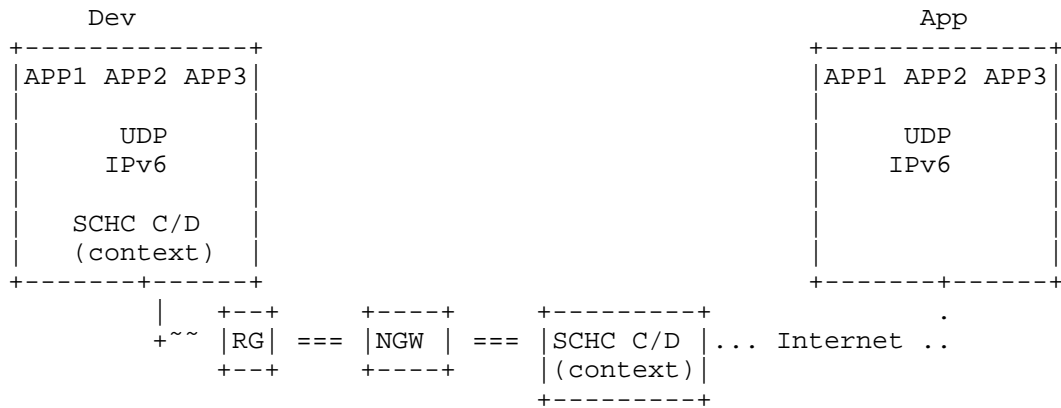 Dev App
+--------------+ +--------------+
|APP1 APP2 APP3| |APP1 APP2 APP3|
| | | |
| UDP | | UDP |
| IPv6 | | IPv6 |
| | | |
| SCHC C/D | | |
| (context) | | |
+-------+------+ +-------+------+
| +--+ +----+ +---------+ .
+~~ |RG| === |NGW | === |SCHC C/D |... Internet ..
+--+ +----+ |(context)|
+---------+